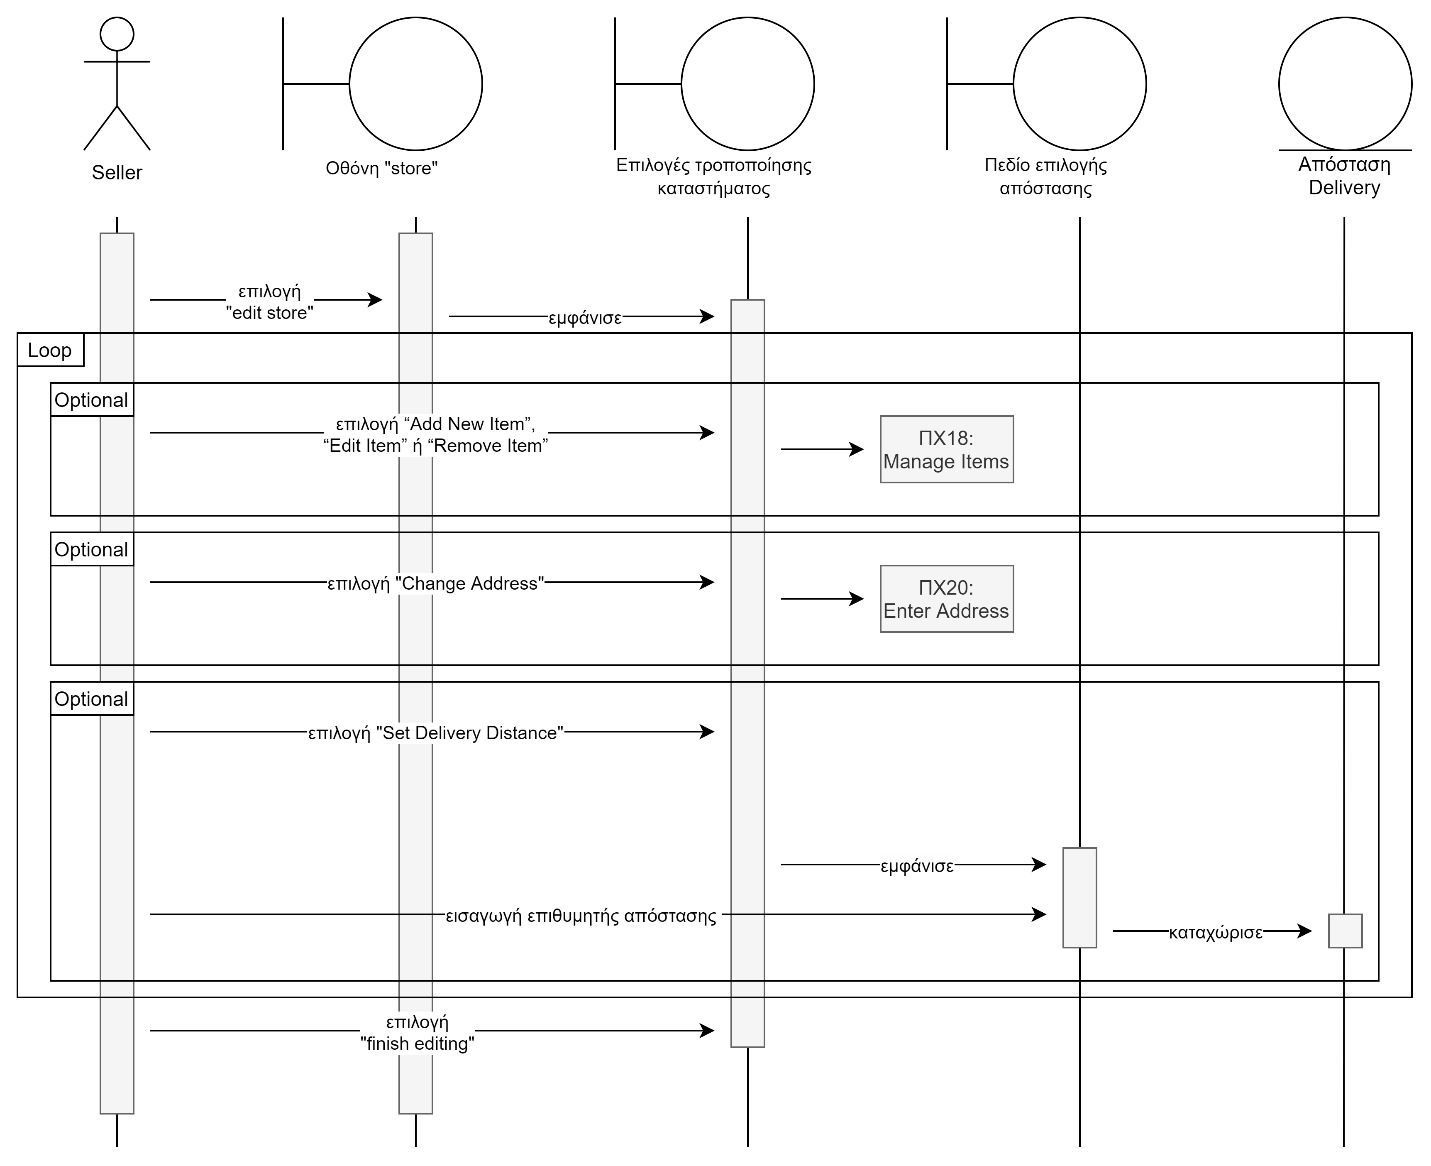 Seller
Οθόνη "store"
Επιλογές τροποποίησης
καταστήματος
Πεδίο επιλογής
απόστασης
Απόσταση
Delivery
επιλογή
"edit store"
εμφάνισε
Loop
Optional
επιλογή “Add New Item”,
“Edit Item” ή “Remove Item”
ΠΧ18:
Manage Items
Optional
επιλογή "Change Address"
ΠΧ20:
Enter Address
Optional
επιλογή "Set Delivery Distance"
εμφάνισε
εισαγωγή επιθυμητής απόστασης
καταχώρισε
επιλογή
"finish editing"